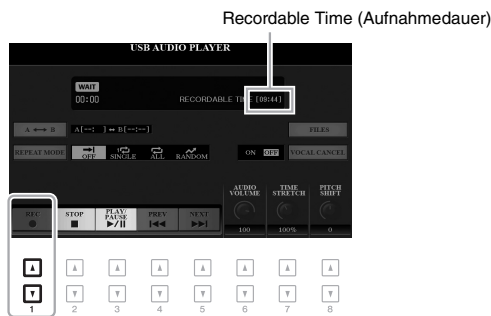 Recordable Time (Aufnahmedauer)
USB AUDIO PLAYER
WAIT
00:00
RECORDABLE TIME [09:44]
A ⟷ B A[--: ] ↔ B[--:--] FILES
REPEAT MODE OFF SINGLE ALL RANDOM ON OFF VOCAL CANCEL
AUDIO VOLUME TIME STRETCH PITCH SHIFT
REC STOP PLAY/PAUSE PREV NEXT
100 100% 0
1 2 3 4 5 6 7 8